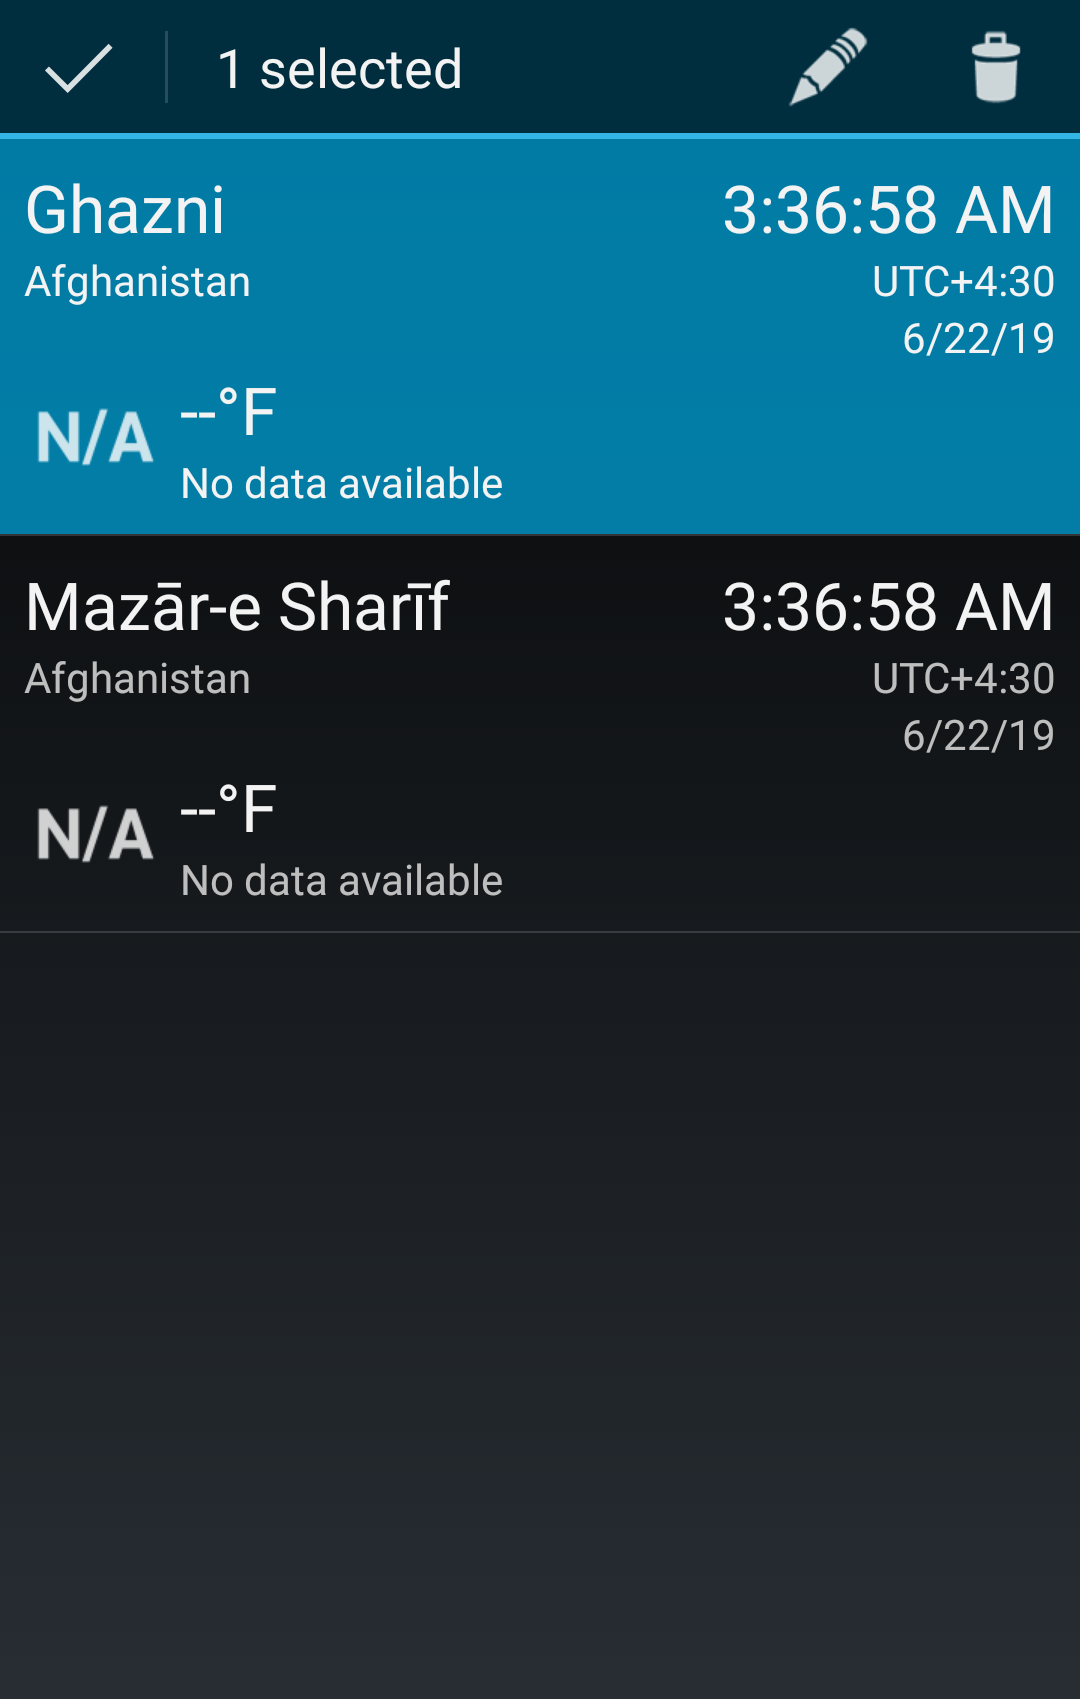 1 selected
Ghazni 3:36:58 AM
Afghanistan UTC+4:30
6/22/19
N/A --°F
No data available
Mazār-e Sharīf 3:36:58 AM
Afghanistan UTC+4:30
6/22/19
N/A --°F
No data available